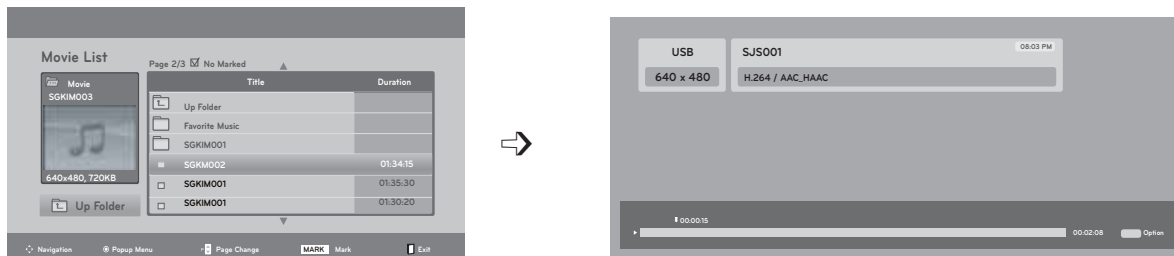 Movie List
Page 2/3 No Marked
Movie
SGKIM003
640x480, 720KB
Up Folder
Title Duration
Up Folder
Favorite Music
SGKIM001
SGKM002 01:34:15
SGKIM001 01:35:30
SGKIM001 01:30:20
Navigation Popup Menu Page Change MARK Mark Exit
USB
640 x 480
SJS001 08:03 PM
H.264 / AAC_HAAC
00:00:15
00:02:08 Option